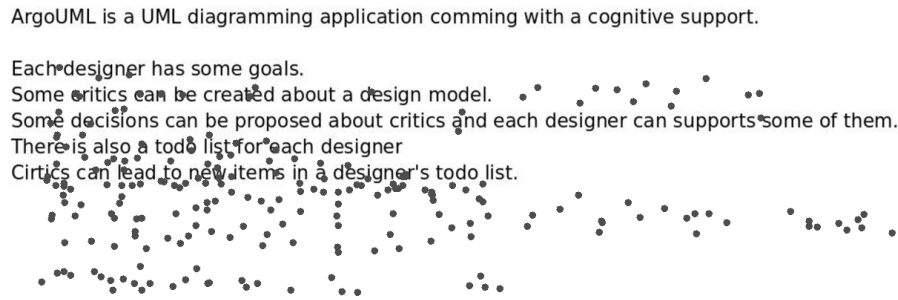 ArgoUML is a UML diagramming application comming with a cognitive support.
Each designer has some goals.
Some critics can be created about a design model.
Some decisions can be proposed about critics and each designer can supports some of them.
There is also a todo list for each designer
Cirtics can lead to new items in a designer's todo list.